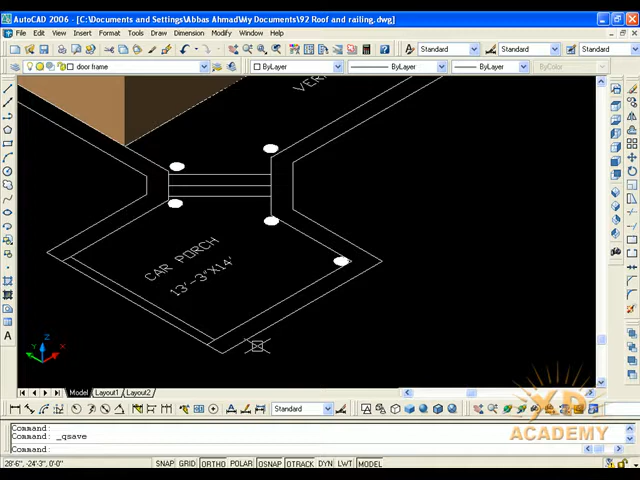 AutoCAD 2006 - [C:\Documents and Settings\Abbas Ahmad\My Documents\92 Roof and railing.dwg]
File Edit View Insert Format Tools Draw Dimension Modify Window Help
Standard Standard Standard
door frame ByLayer ByLayer ByLayer ByColor
VER
CAR PORCH
13'-3"X14'
Z
Y X
Model Layout1 Layout2
Standard
Command:
Command: _qsave
Command:
XD
ACADEMY
28'-6", -24'-3", 0'-0" SNAP GRID ORTHO POLAR OSNAP OTRACK DYN LWT MODEL